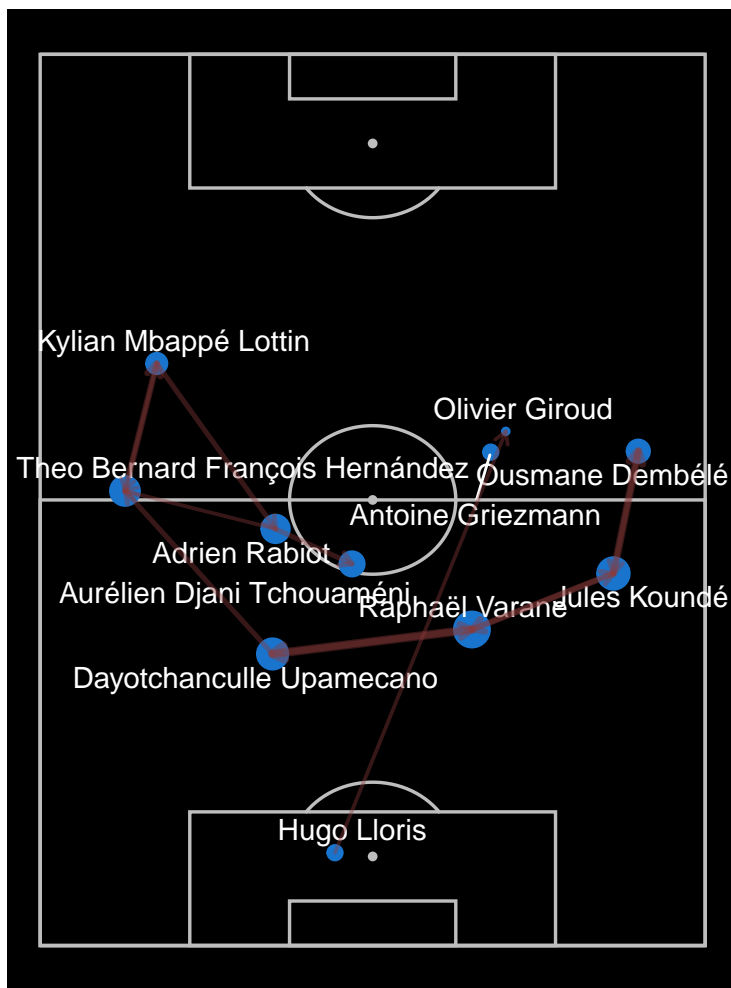 Kylian Mbappé Lottin
Olivier Giroud
Theo Bernard François Hernández
Ousmane Dembélé
Antoine Griezmann
Adrien Rabiot
Aurélien Djani Tchouaméni
Raphaël Varane
Jules Koundé
Dayotchanculle Upamecano
Hugo Lloris